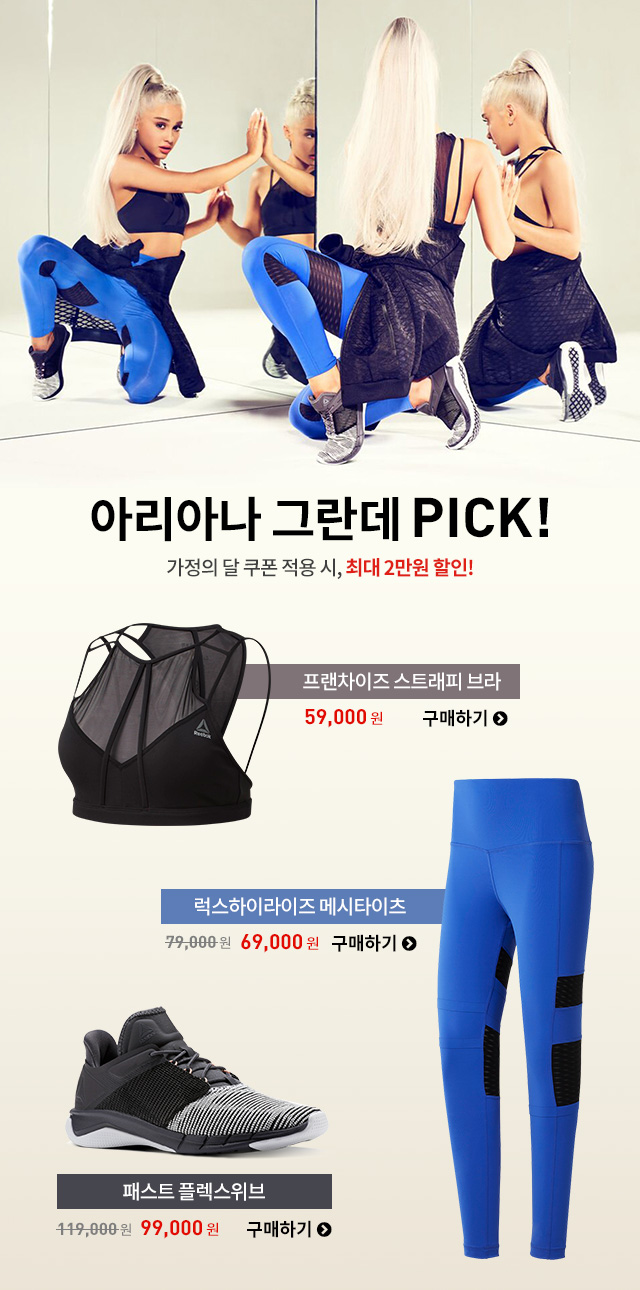 아리아나 그란데 PICK!
가정의 달 쿠폰 적용 시, 최대 2만원 할인!
프랜차이즈 스트래피 브라
59,000 원 구매하기
Reebok
럭스하이라이즈 메시타이츠
79,000 원 69,000 원 구매하기
패스트 플렉스위브
119,000 원 99,000 원 구매하기